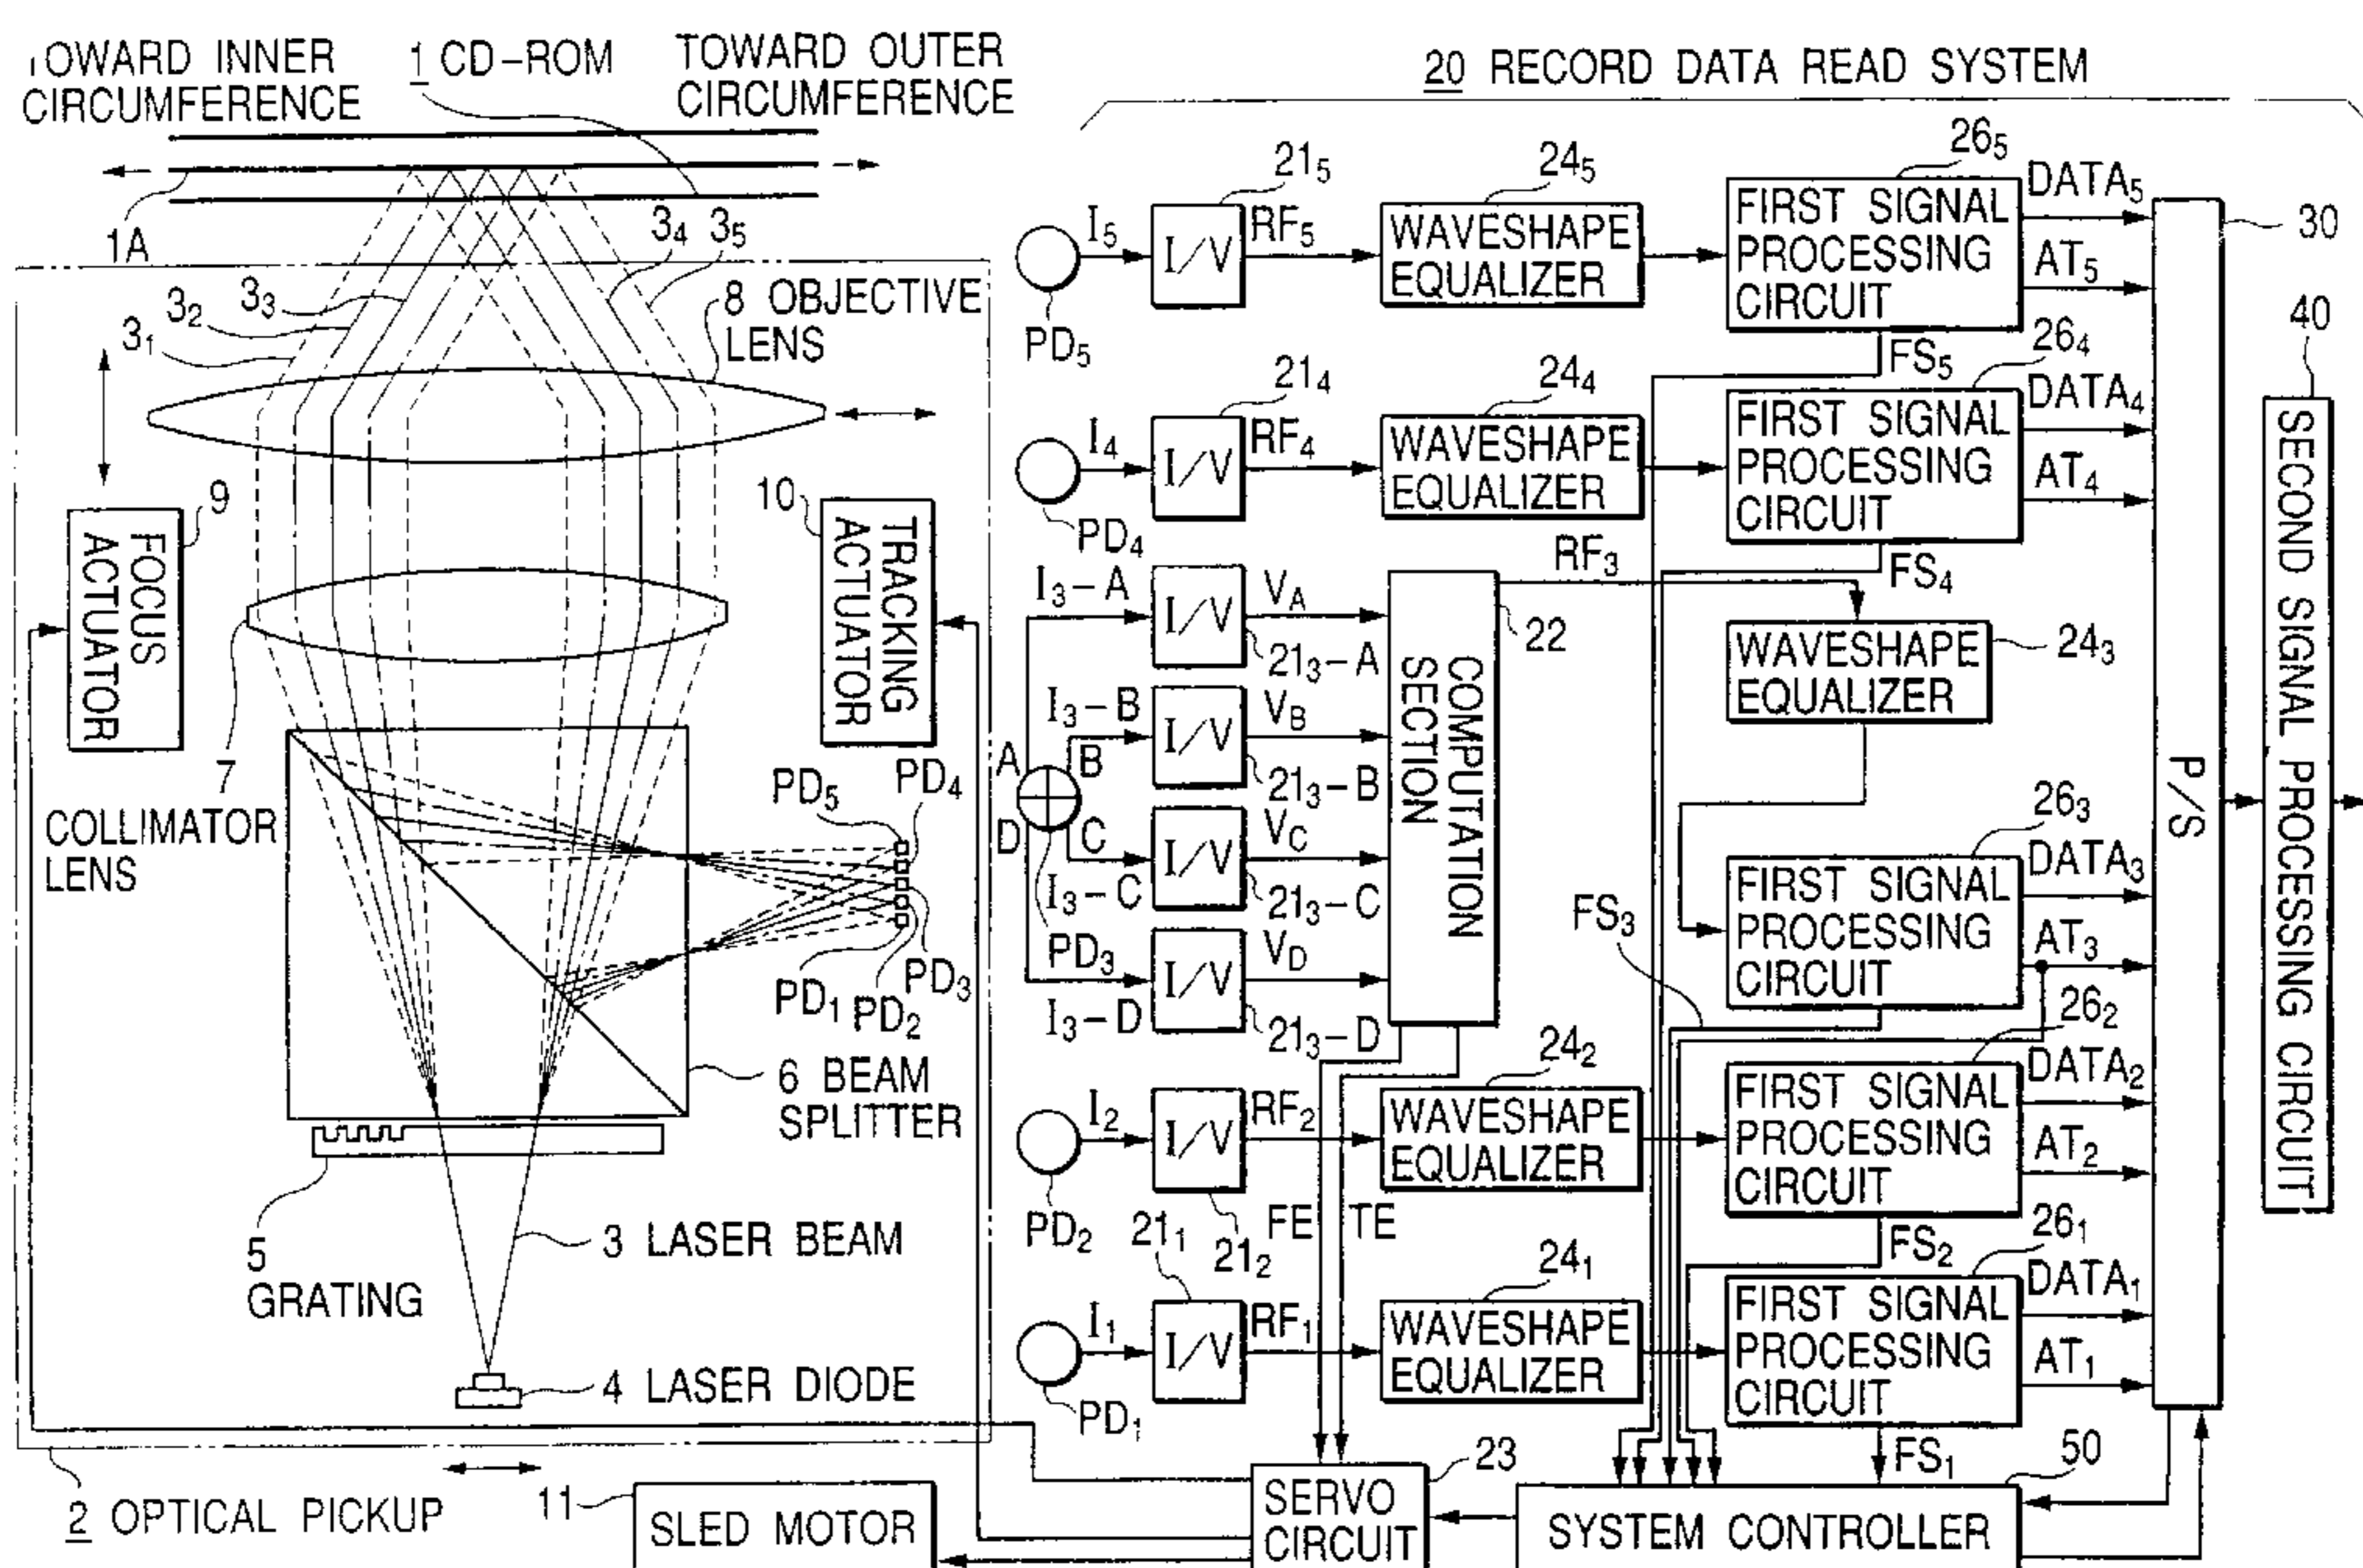 TOWARD INNER
CIRCUMFERENCE
1 CD-ROM
TOWARD OUTER
CIRCUMFERENCE
20 RECORD DATA READ SYSTEM
1A
3₁
3₂
3₃
3₄
3₅
8 OBJECTIVE
LENS
9
FOCUS
ACTUATOR
10
TRACKING
ACTUATOR
7
COLLIMATOR
LENS
PD₅
PD₄
PD₃
PD₁
PD₂
6 BEAM
SPLITTER
5
GRATING
3 LASER BEAM
4 LASER DIODE
2 OPTICAL PICKUP
11
SLED MOTOR
I₅
PD₅
21₅
I/V
RF₅
24₅
WAVESHAPE
EQUALIZER
26₅
FIRST SIGNAL
PROCESSING
CIRCUIT
DATA₅
AT₅
FS₅
I₄
PD₄
21₄
I/V
RF₄
24₄
WAVESHAPE
EQUALIZER
26₄
FIRST SIGNAL
PROCESSING
CIRCUIT
DATA₄
AT₄
FS₄
A
B
C
D
PD₃
I₃-A
I/V
V_A
21₃-A
I₃-B
I/V
V_B
21₃-B
I₃-C
I/V
V_C
21₃-C
I₃-D
I/V
V_D
21₃-D
COMPUTATION
SECTION
22
RF₃
WAVESHAPE
EQUALIZER
24₃
26₃
FIRST SIGNAL
PROCESSING
CIRCUIT
DATA₃
AT₃
FS₃
I₂
PD₂
I/V
21₂
RF₂
24₂
WAVESHAPE
EQUALIZER
26₂
FIRST SIGNAL
PROCESSING
CIRCUIT
DATA₂
AT₂
FS₂
FE
TE
I₁
PD₁
21₁
I/V
RF₁
24₁
WAVESHAPE
EQUALIZER
26₁
FIRST SIGNAL
PROCESSING
CIRCUIT
DATA₁
AT₁
FS₁
30
P/S
40
SECOND SIGNAL PROCESSING CIRCUIT
23
SERVO
CIRCUIT
50
SYSTEM CONTROLLER